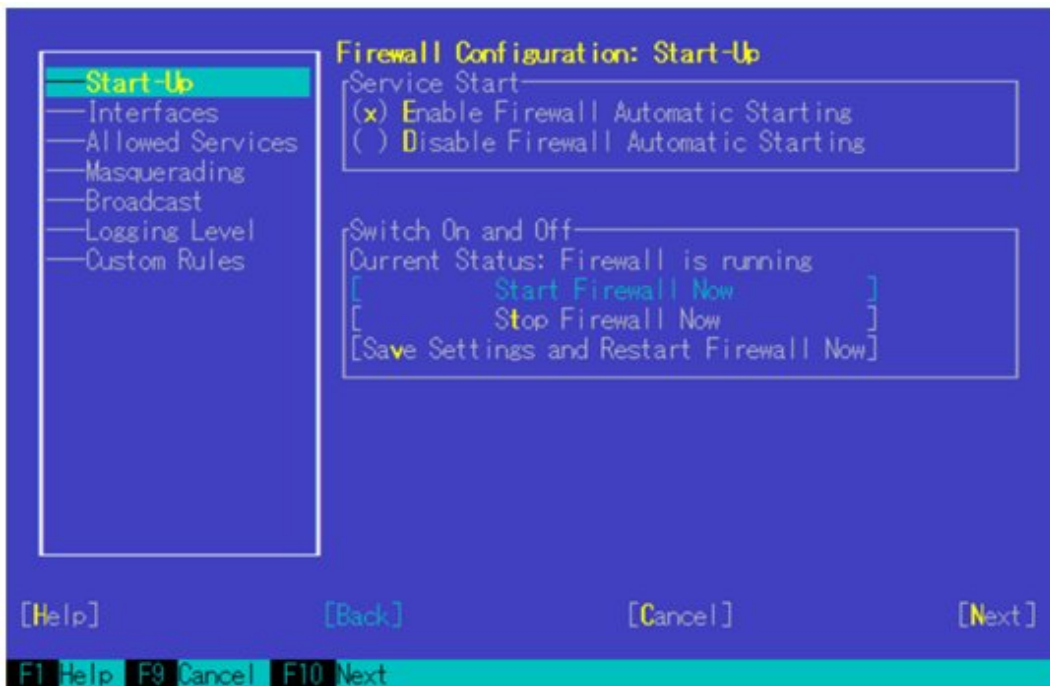 Firewall Configuration: Start-Up
Start-Up
Interfaces
Allowed Services
Masquerading
Broadcast
Logging Level
Custom Rules
Service Start
(x) Enable Firewall Automatic Starting
( ) Disable Firewall Automatic Starting
Switch On and Off
Current Status: Firewall is running
[ Start Firewall Now ]
[ Stop Firewall Now ]
[Save Settings and Restart Firewall Now]
[Help] [Back] [Cancel] [Next]
F1 Help F9 Cancel F10 Next